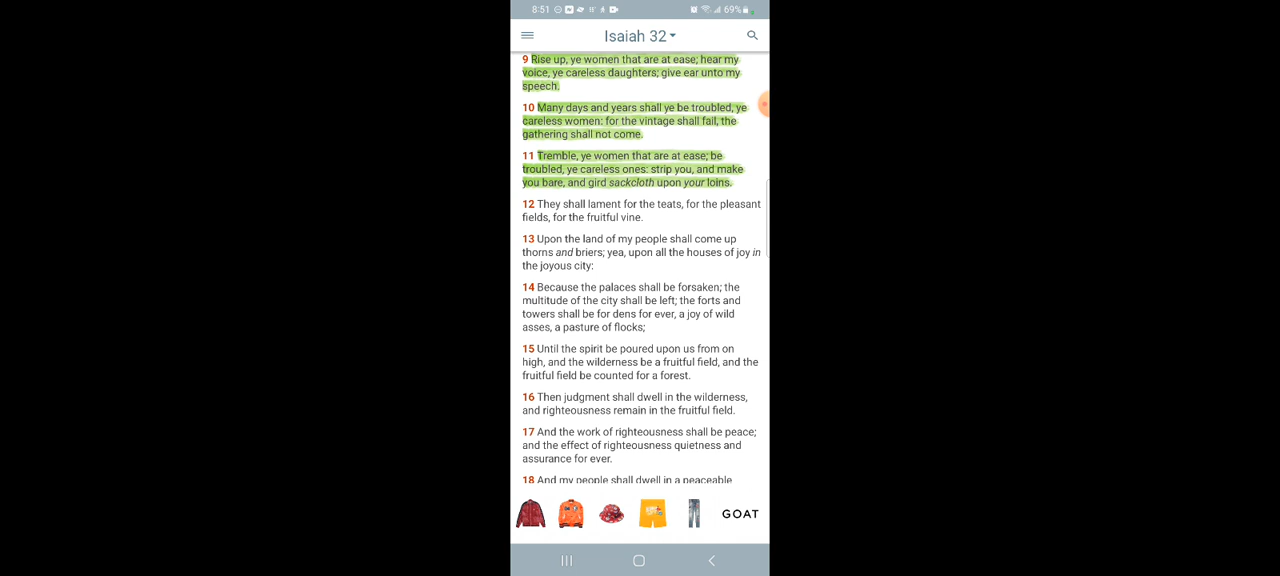 8:51
69%
Isaiah 32
9 Rise up, ye women that are at ease; hear my
voice, ye careless daughters; give ear unto my
speech.
10 Many days and years shall ye be troubled, ye
careless women: for the vintage shall fail, the
gathering shall not come.
11 Tremble, ye women that are at ease; be
troubled, ye careless ones: strip you, and make
you bare, and gird sackcloth upon your loins.
12 They shall lament for the teats, for the pleasant
fields, for the fruitful vine.
13 Upon the land of my people shall come up
thorns and briers; yea, upon all the houses of joy in
the joyous city:
14 Because the palaces shall be forsaken; the
multitude of the city shall be left; the forts and
towers shall be for dens for ever, a joy of wild
asses, a pasture of flocks;
15 Until the spirit be poured upon us from on
high, and the wilderness be a fruitful field, and the
fruitful field be counted for a forest.
16 Then judgment shall dwell in the wilderness,
and righteousness remain in the fruitful field.
17 And the work of righteousness shall be peace;
and the effect of righteousness quietness and
assurance for ever.
18 And my people shall dwell in a peaceable
GOAT